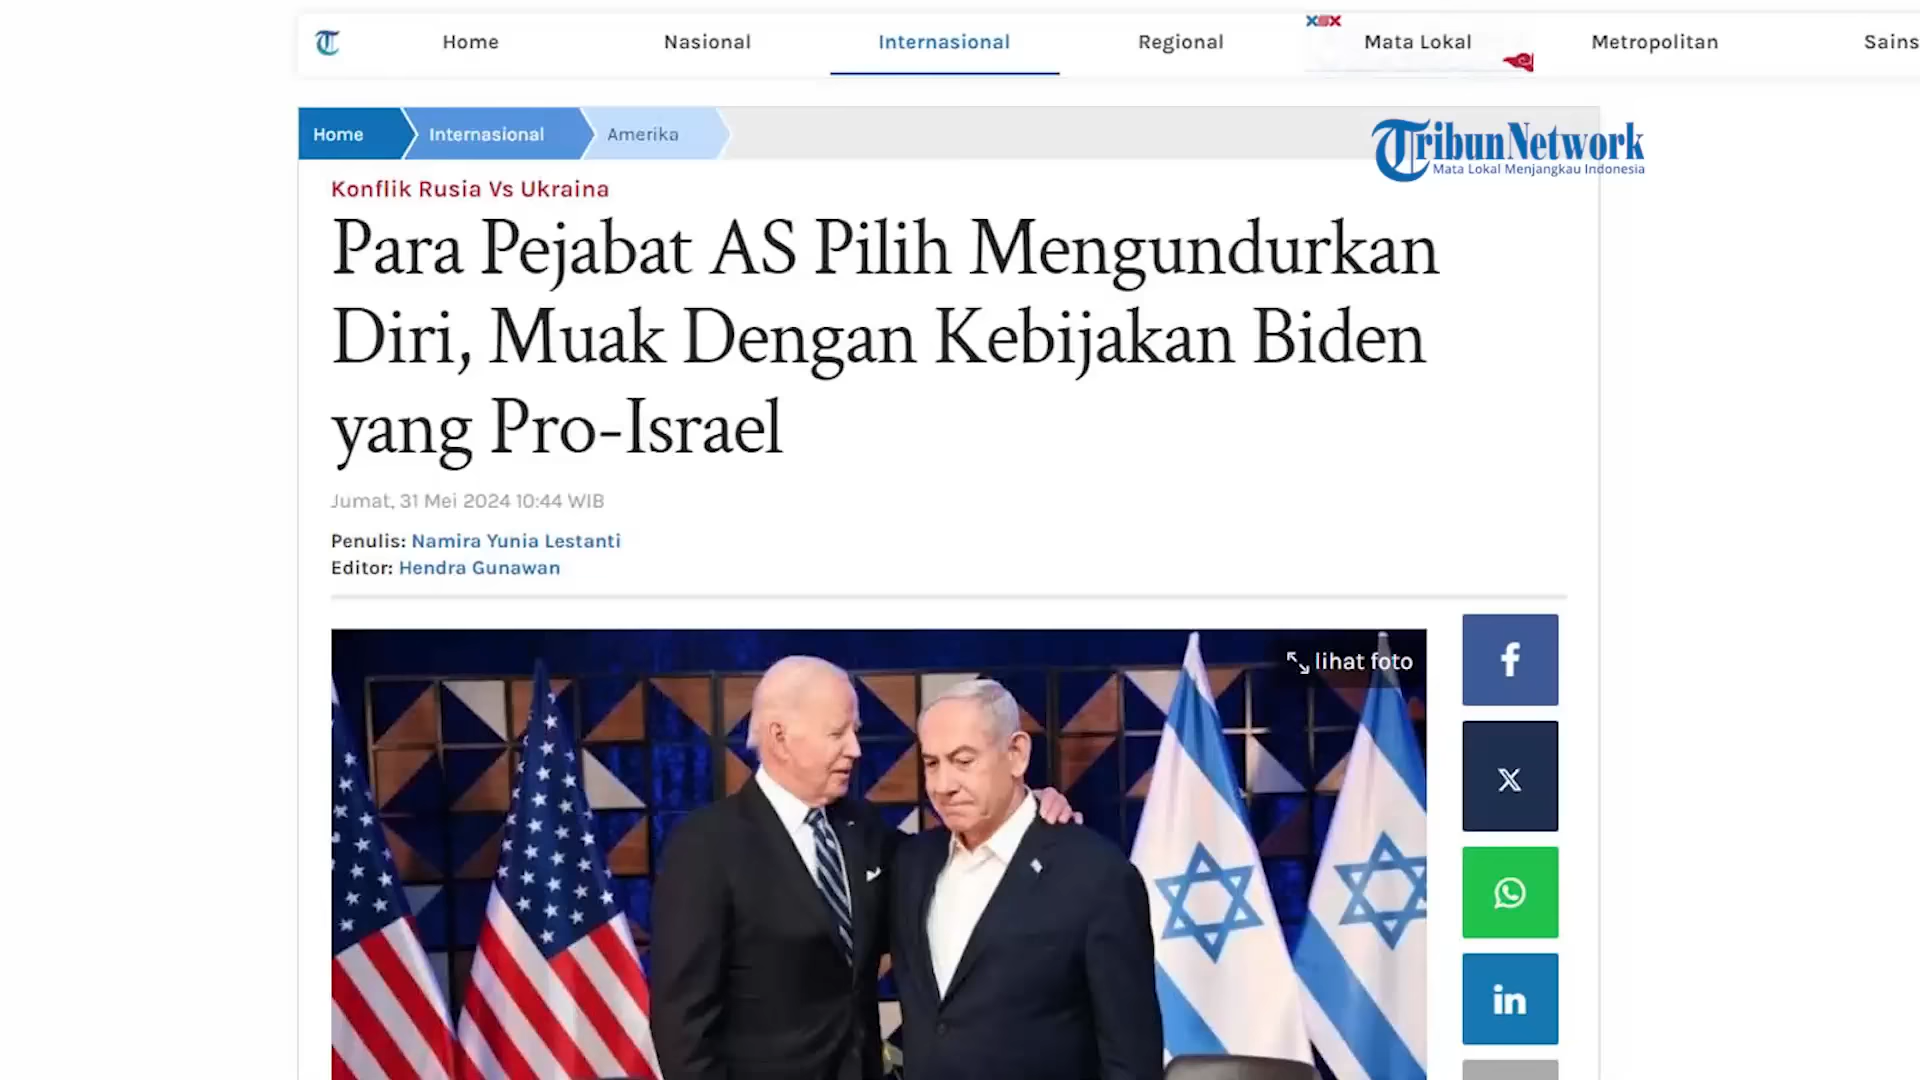 Home Nasional Internasional Regional Mata Lokal Metropolitan Sains
Home Internasional Amerika
TribunNetwork
Mata Lokal Menjangkau Indonesia
Konflik Rusia Vs Ukraina
Para Pejabat AS Pilih Mengundurkan
Diri, Muak Dengan Kebijakan Biden
yang Pro-Israel
Jumat, 31 Mei 2024 10:44 WIB
Penulis: Namira Yunia Lestanti
Editor: Hendra Gunawan
lihat foto